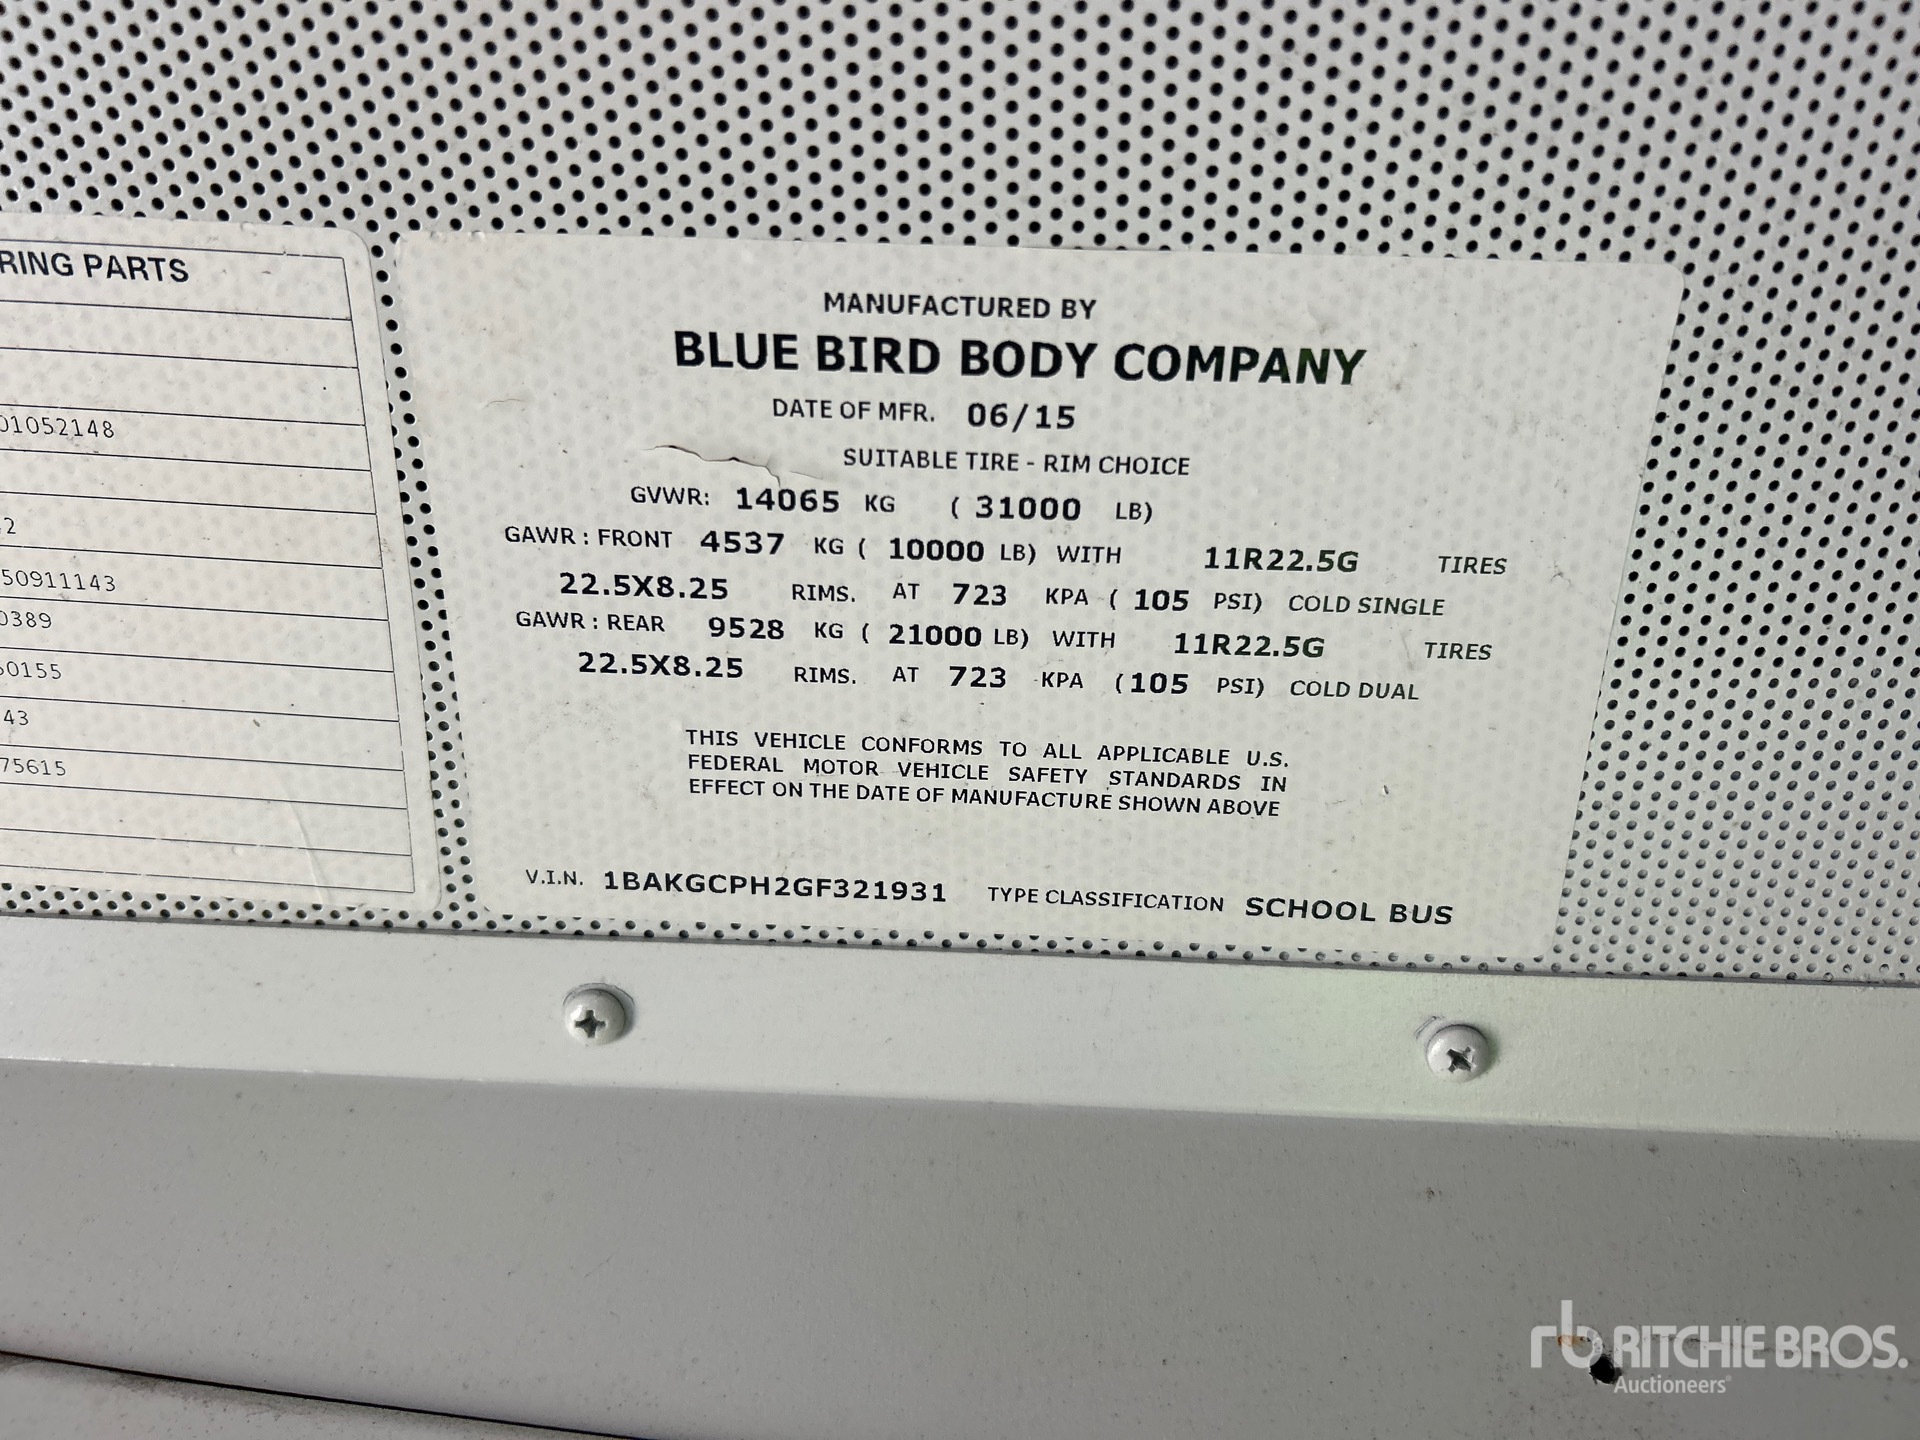 RING PARTS
01052148
2
50911143
0389
50155
43
75615
MANUFACTURED BY
BLUE BIRD BODY COMPANY
DATE OF MFR. 06/15
SUITABLE TIRE - RIM CHOICE
GVWR: 14065 KG ( 31000 LB)
GAWR : FRONT 4537 KG ( 10000 LB) WITH 11R22.5G TIRES
22.5X8.25 RIMS. AT 723 KPA ( 105 PSI) COLD SINGLE
GAWR : REAR 9528 KG ( 21000 LB) WITH 11R22.5G TIRES
22.5X8.25 RIMS. AT 723 KPA (105 PSI) COLD DUAL
THIS VEHICLE CONFORMS TO ALL APPLICABLE U.S.
FEDERAL MOTOR VEHICLE SAFETY STANDARDS IN
EFFECT ON THE DATE OF MANUFACTURE SHOWN ABOVE
V.I.N. 1BAKGCPH2GF321931 TYPE CLASSIFICATION SCHOOL BUS
rb RITCHIE BROS.
Auctioneers